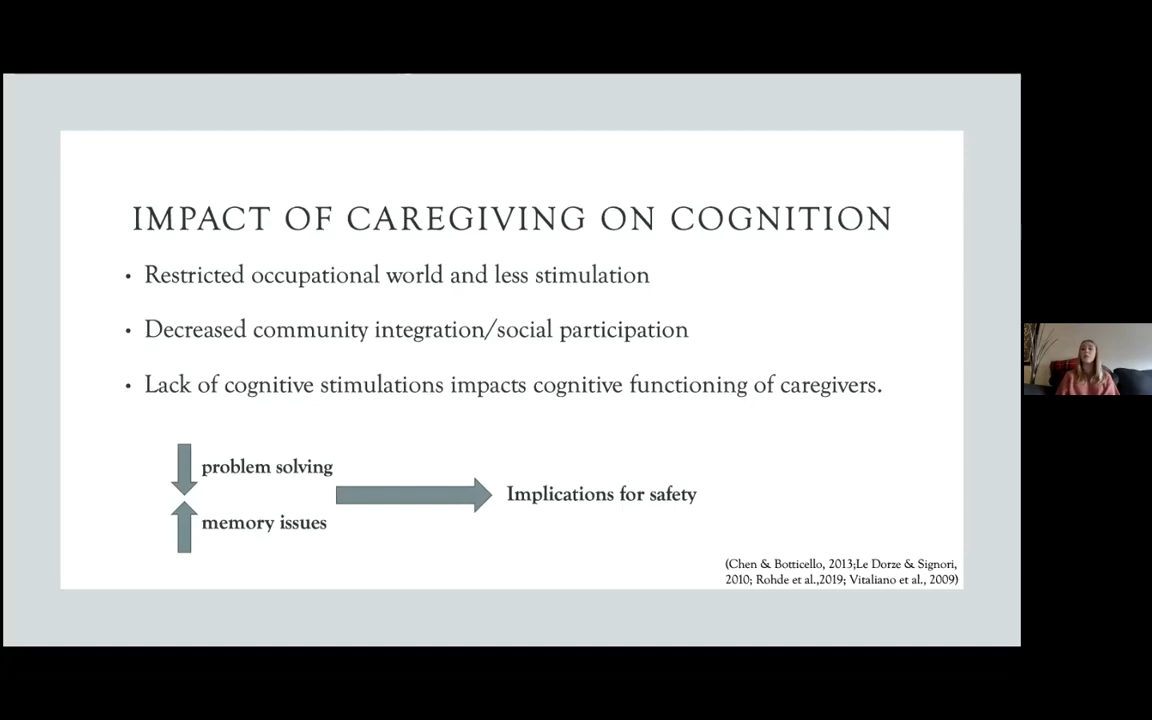 IMPACT OF CAREGIVING ON COGNITION
• Restricted occupational world and less stimulation
• Decreased community integration/social participation
• Lack of cognitive stimulations impacts cognitive functioning of caregivers.
problem solving
Implications for safety
memory issues
(Chen & Botticello, 2013;Le Dorze & Signori,
2010; Rohde et al.,2019; Vitaliano et al., 2009)